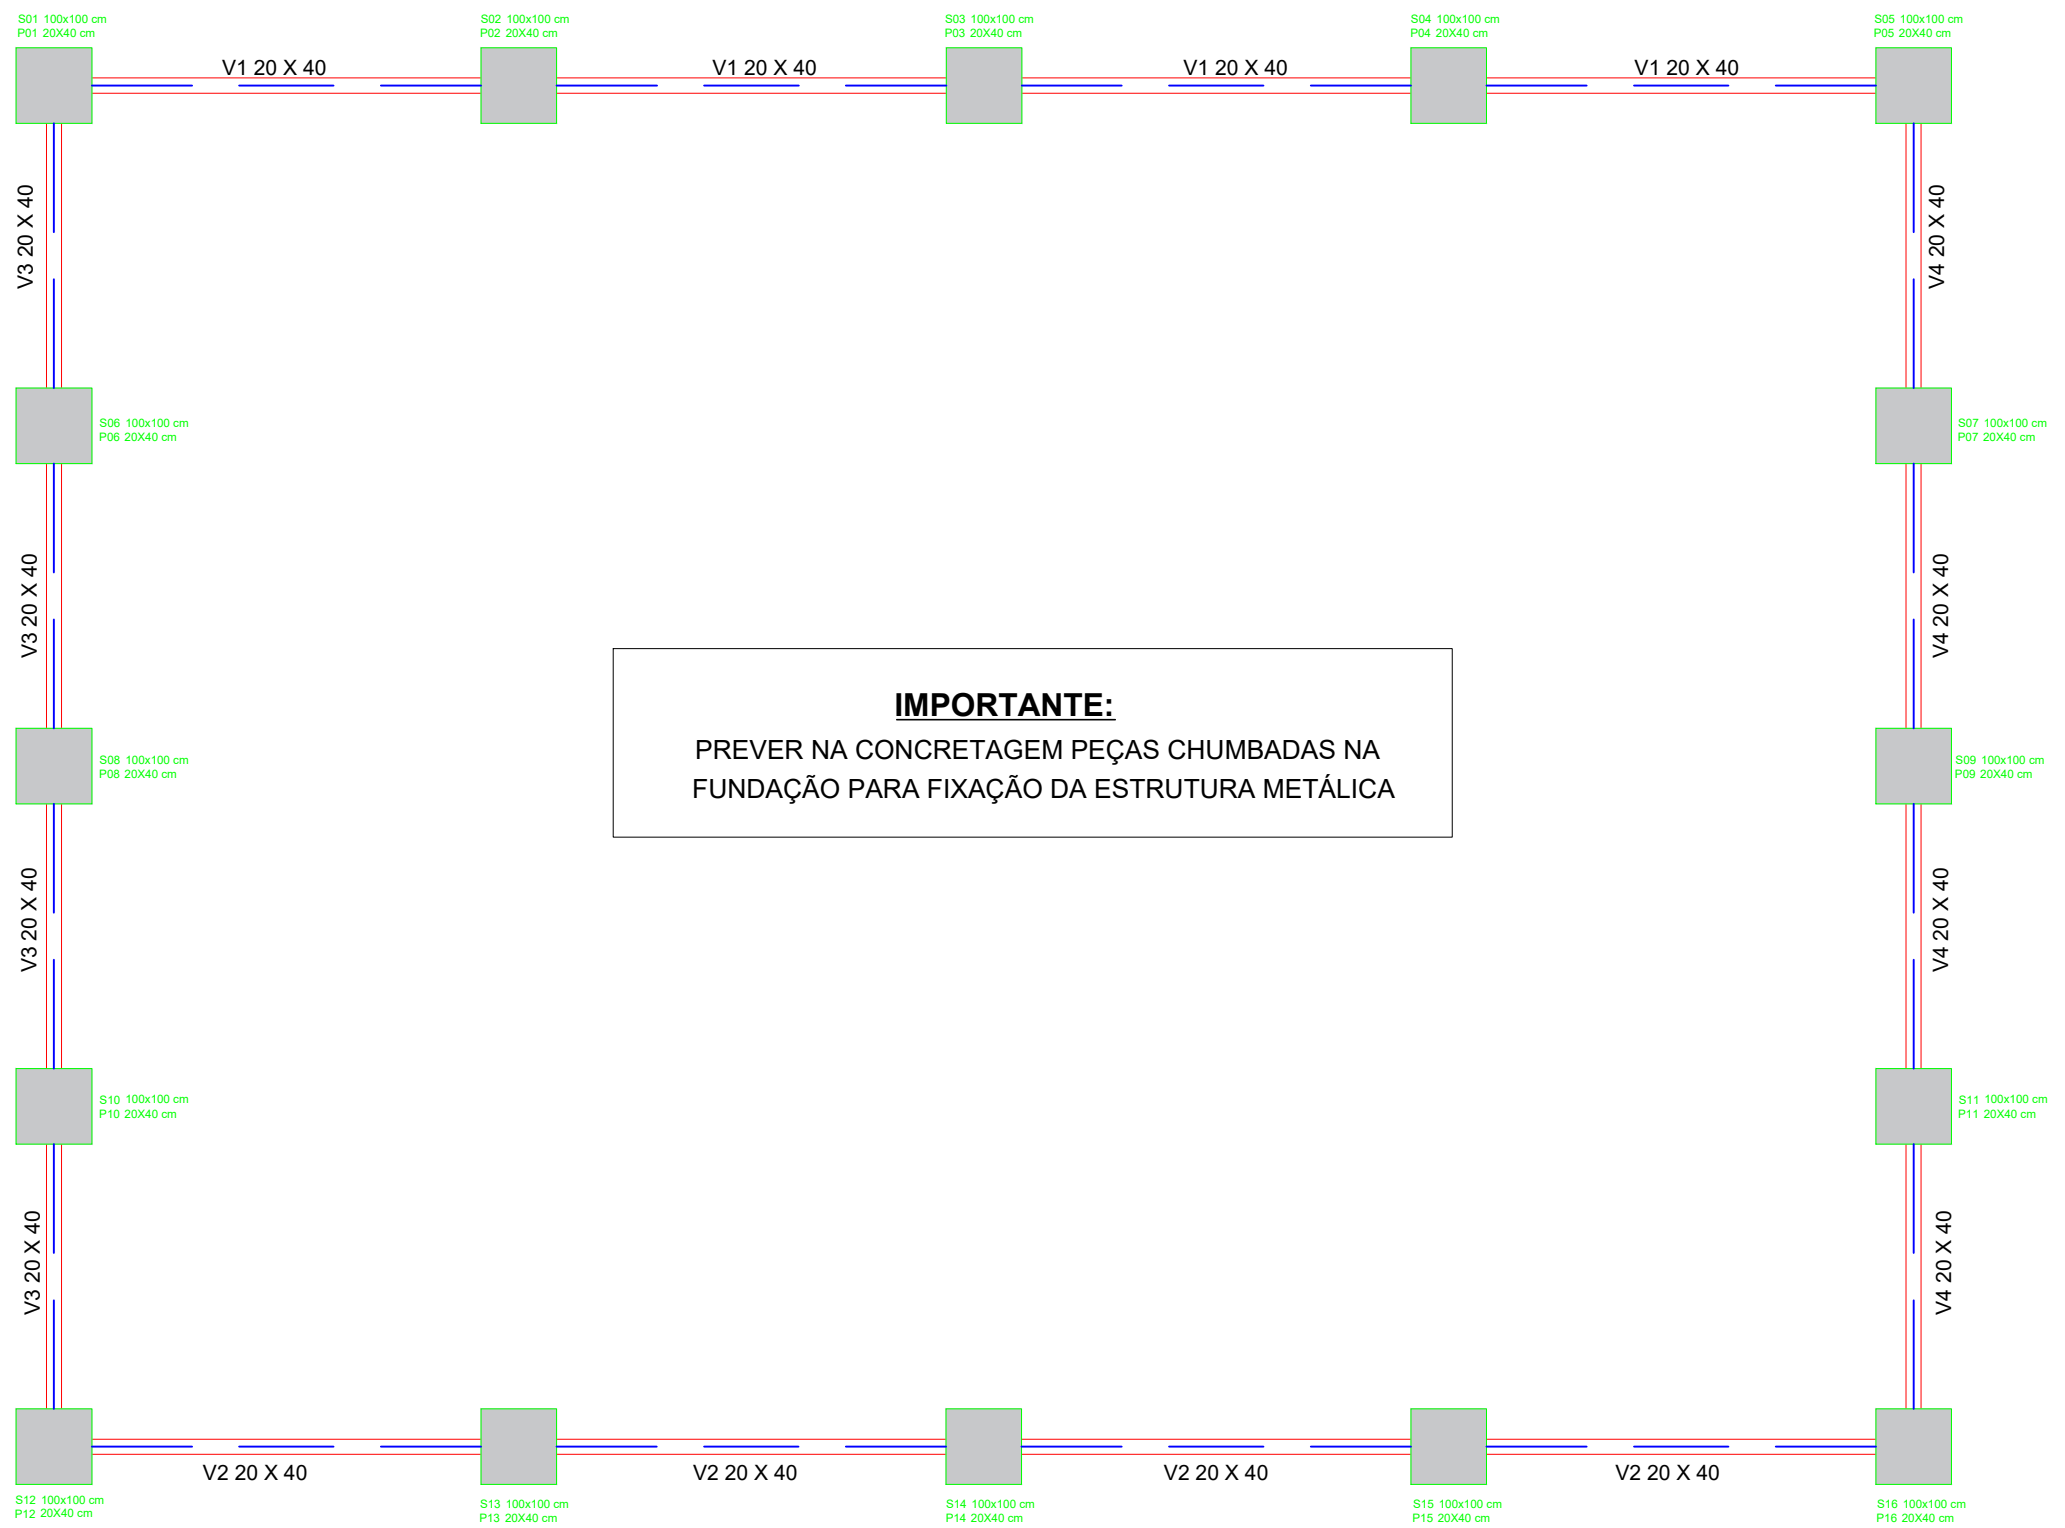 S01 100x100 cm
P01 20X40 cm
S02 100x100 cm
P02 20X40 cm
S03 100x100 cm
P03 20X40 cm
S04 100x100 cm
P04 20X40 cm
S05 100x100 cm
P05 20X40 cm
V1 20 X 40
V1 20 X 40
V1 20 X 40
V1 20 X 40
V3 20 X 40
V4 20 X 40
S06 100x100 cm
P06 20X40 cm
S07 100x100 cm
P07 20X40 cm
V3 20 X 40
V4 20 X 40
IMPORTANTE:
PREVER NA CONCRETAGEM PEÇAS CHUMBADAS NA
FUNDAÇÃO PARA FIXAÇÃO DA ESTRUTURA METÁLICA
S08 100x100 cm
P08 20X40 cm
S09 100x100 cm
P09 20X40 cm
V3 20 X 40
V4 20 X 40
S10 100x100 cm
P10 20X40 cm
S11 100x100 cm
P11 20X40 cm
V3 20 X 40
V4 20 X 40
V2 20 X 40
V2 20 X 40
V2 20 X 40
V2 20 X 40
S12 100x100 cm
P12 20X40 cm
S13 100x100 cm
P13 20X40 cm
S14 100x100 cm
P14 20X40 cm
S15 100x100 cm
P15 20X40 cm
S16 100x100 cm
P16 20X40 cm